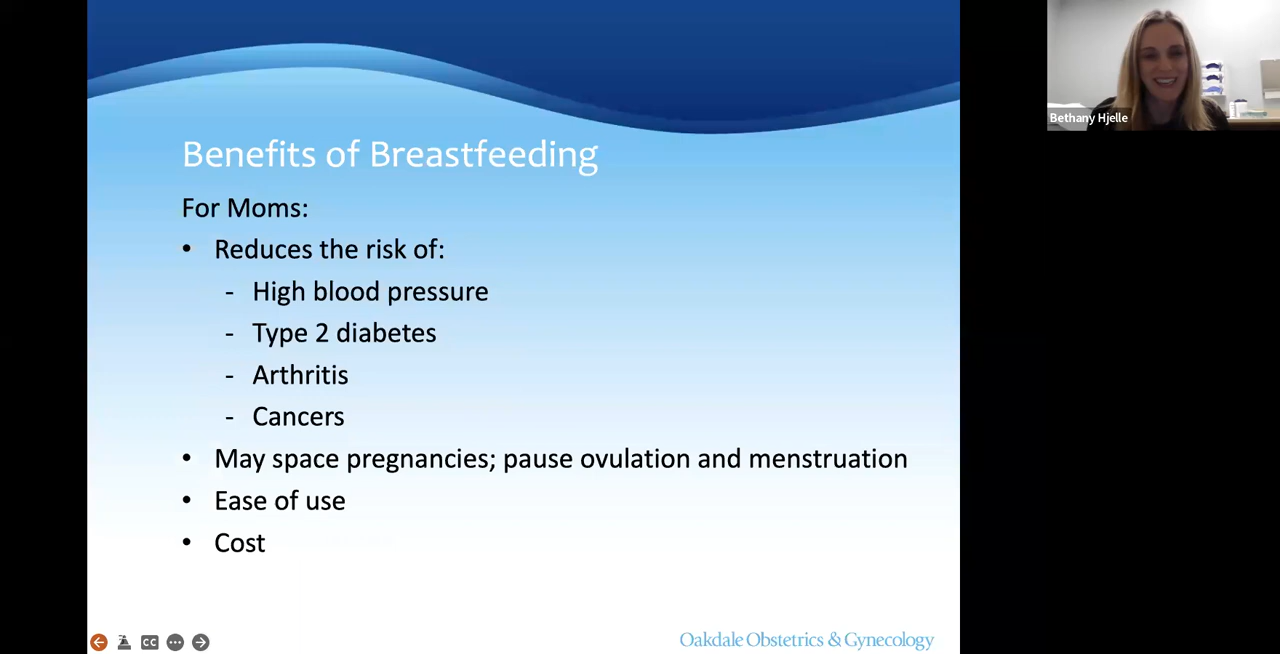 Bethany Hjelle
Benefits of Breastfeeding
For Moms:
• Reduces the risk of:
- High blood pressure
- Type 2 diabetes
- Arthritis
- Cancers
• May space pregnancies; pause ovulation and menstruation
• Ease of use
• Cost
CC
Oakdale Obstetrics & Gynecology